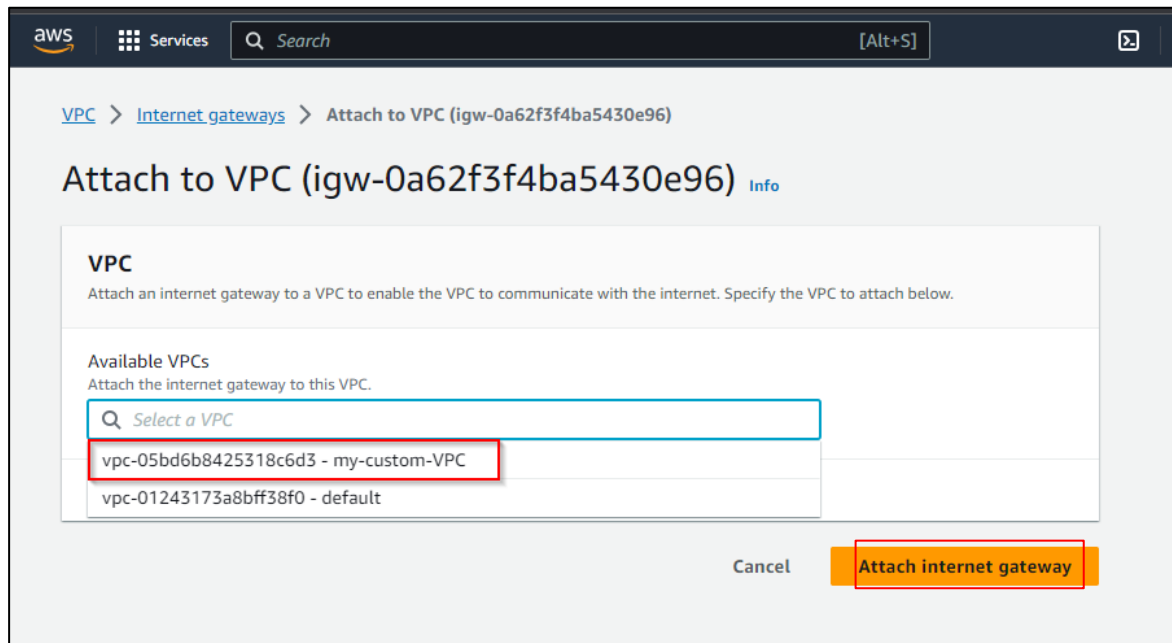 aws Services Search [Alt+S]
VPC > Internet gateways > Attach to VPC (igw-0a62f3f4ba5430e96)
Attach to VPC (igw-0a62f3f4ba5430e96) Info
VPC
Attach an internet gateway to a VPC to enable the VPC to communicate with the internet. Specify the VPC to attach below.
Available VPCs
Attach the internet gateway to this VPC.
Select a VPC
vpc-05bd6b8425318c6d3 - my-custom-VPC
vpc-01243173a8bff38f0 - default
Cancel Attach internet gateway